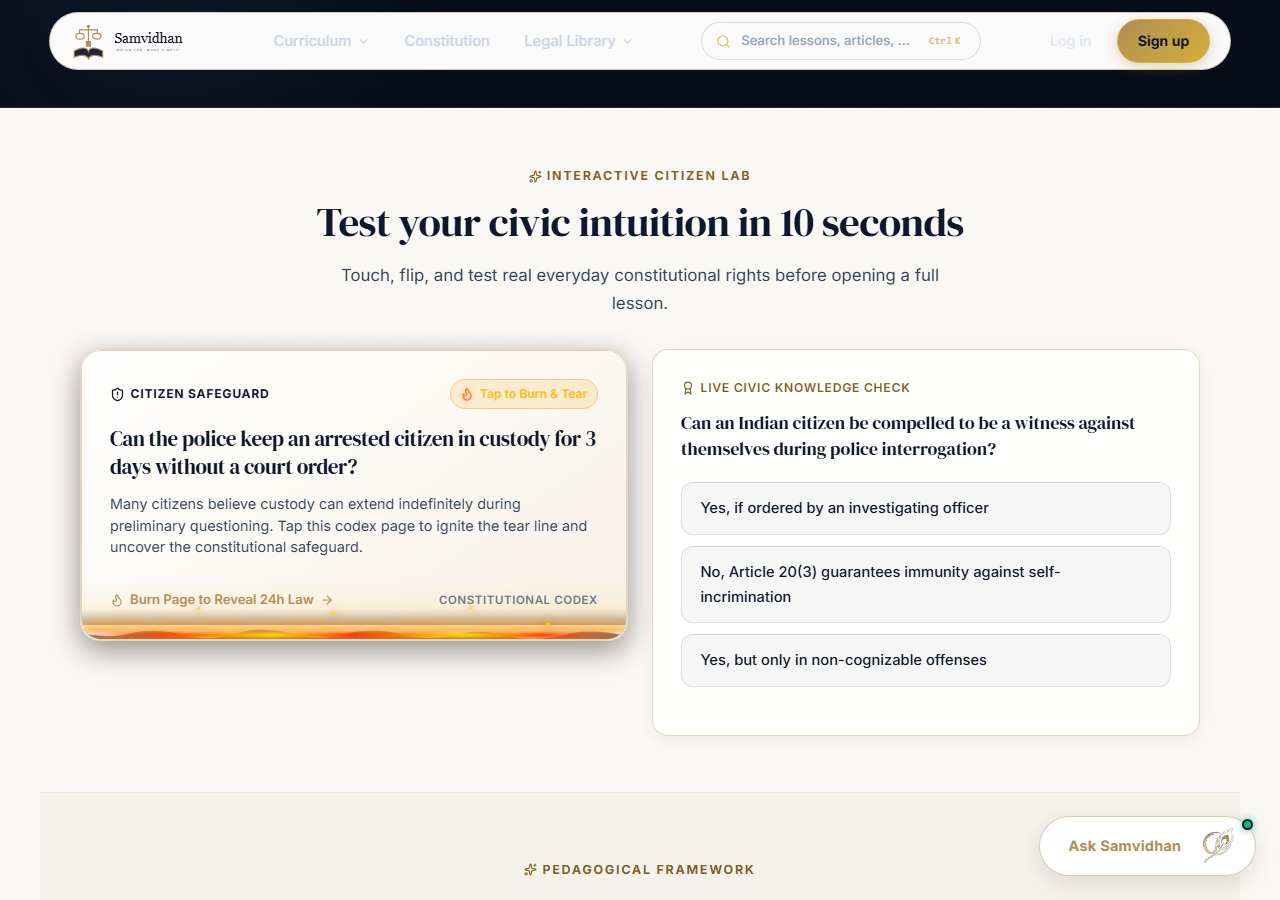 Samvidhan
Curriculum
Constitution
Legal Library
Search lessons, articles, ...
Ctrl K
Log in
Sign up
INTERACTIVE CITIZEN LAB
Test your civic intuition in 10 seconds
Touch, flip, and test real everyday constitutional rights before opening a full
lesson.
CITIZEN SAFEGUARD
Tap to Burn & Tear
Can the police keep an arrested citizen in custody for 3
days without a court order?
Many citizens believe custody can extend indefinitely during
preliminary questioning. Tap this codex page to ignite the tear line and
uncover the constitutional safeguard.
Burn Page to Reveal 24h Law
CONSTITUTIONAL CODEX
LIVE CIVIC KNOWLEDGE CHECK
Can an Indian citizen be compelled to be a witness against
themselves during police interrogation?
Yes, if ordered by an investigating officer
No, Article 20(3) guarantees immunity against self-
incrimination
Yes, but only in non-cognizable offenses
PEDAGOGICAL FRAMEWORK
Ask Samvidhan